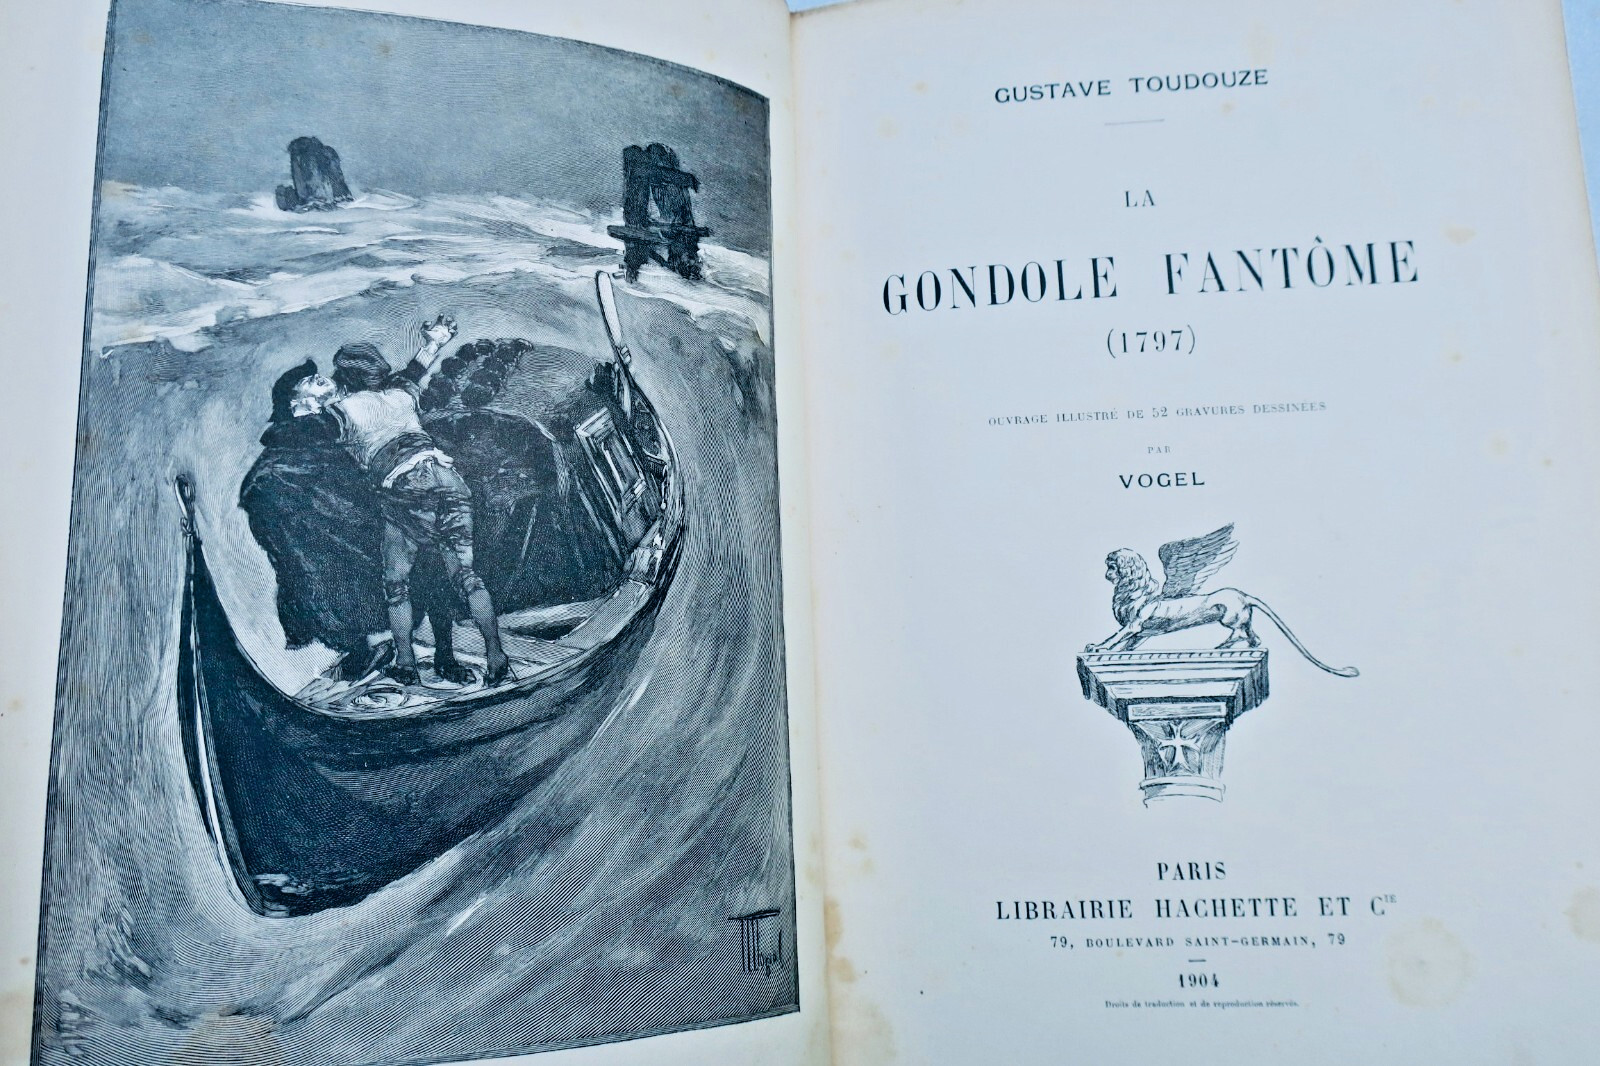 GUSTAVE TOUDOUZE
LA
GONDOLE FANTÔME
(1797)
OUVRAGE ILLUSTRÉ DE 52 GRAVURES DESSINÉES
PAR
VOGEL
PARIS
LIBRAIRIE HACHETTE ET CIE
79, BOULEVARD SAINT-GERMAIN, 79
1904
Droits de traduction et de reproduction réservés.